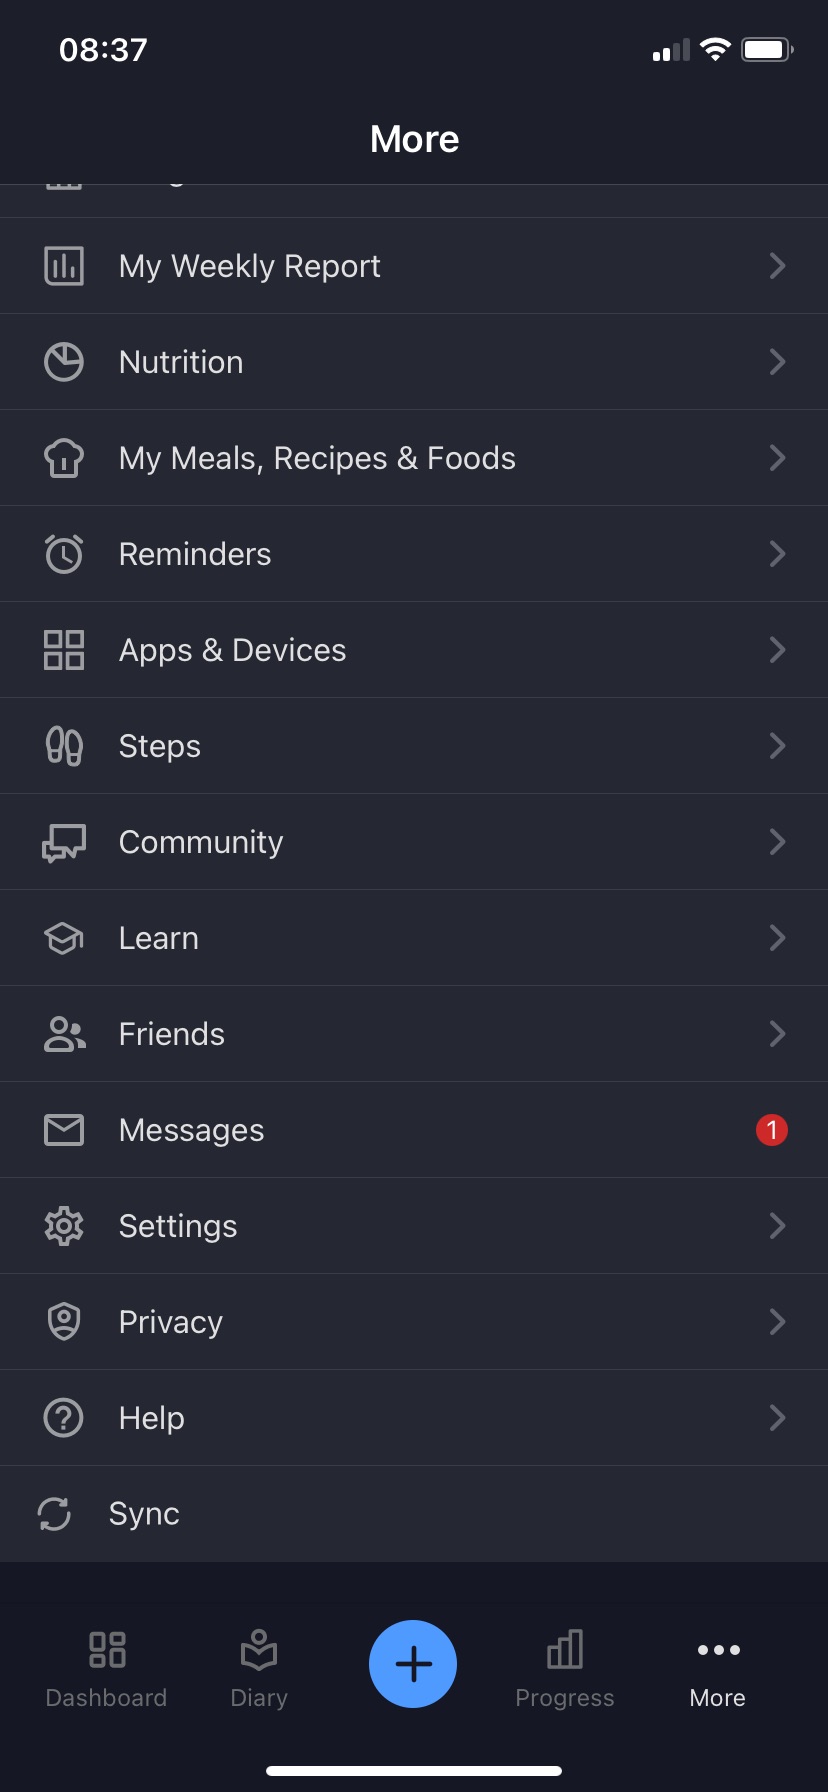 08:37
More
My Weekly Report
Nutrition
My Meals, Recipes & Foods
Reminders
Apps & Devices
Steps
Community
Learn
Friends
Messages
1
Settings
Privacy
Help
Sync
Dashboard
Diary
Progress
More